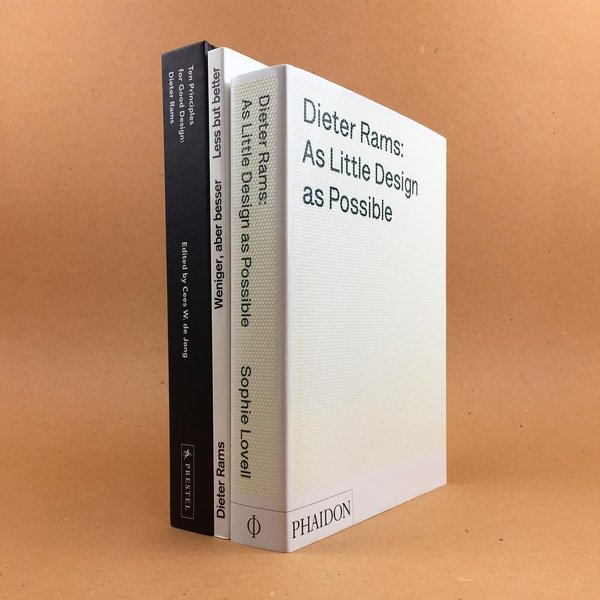 Ten Principles
for Good Design:
Dieter Rams
Edited by Cees W. de Jong
PRESTEL
Dieter Rams
Weniger, aber besser
Less but better
Dieter Rams:
As Little Design as Possible
Sophie Lovell
Dieter Rams:
As Little Design
as Possible
PHAIDON